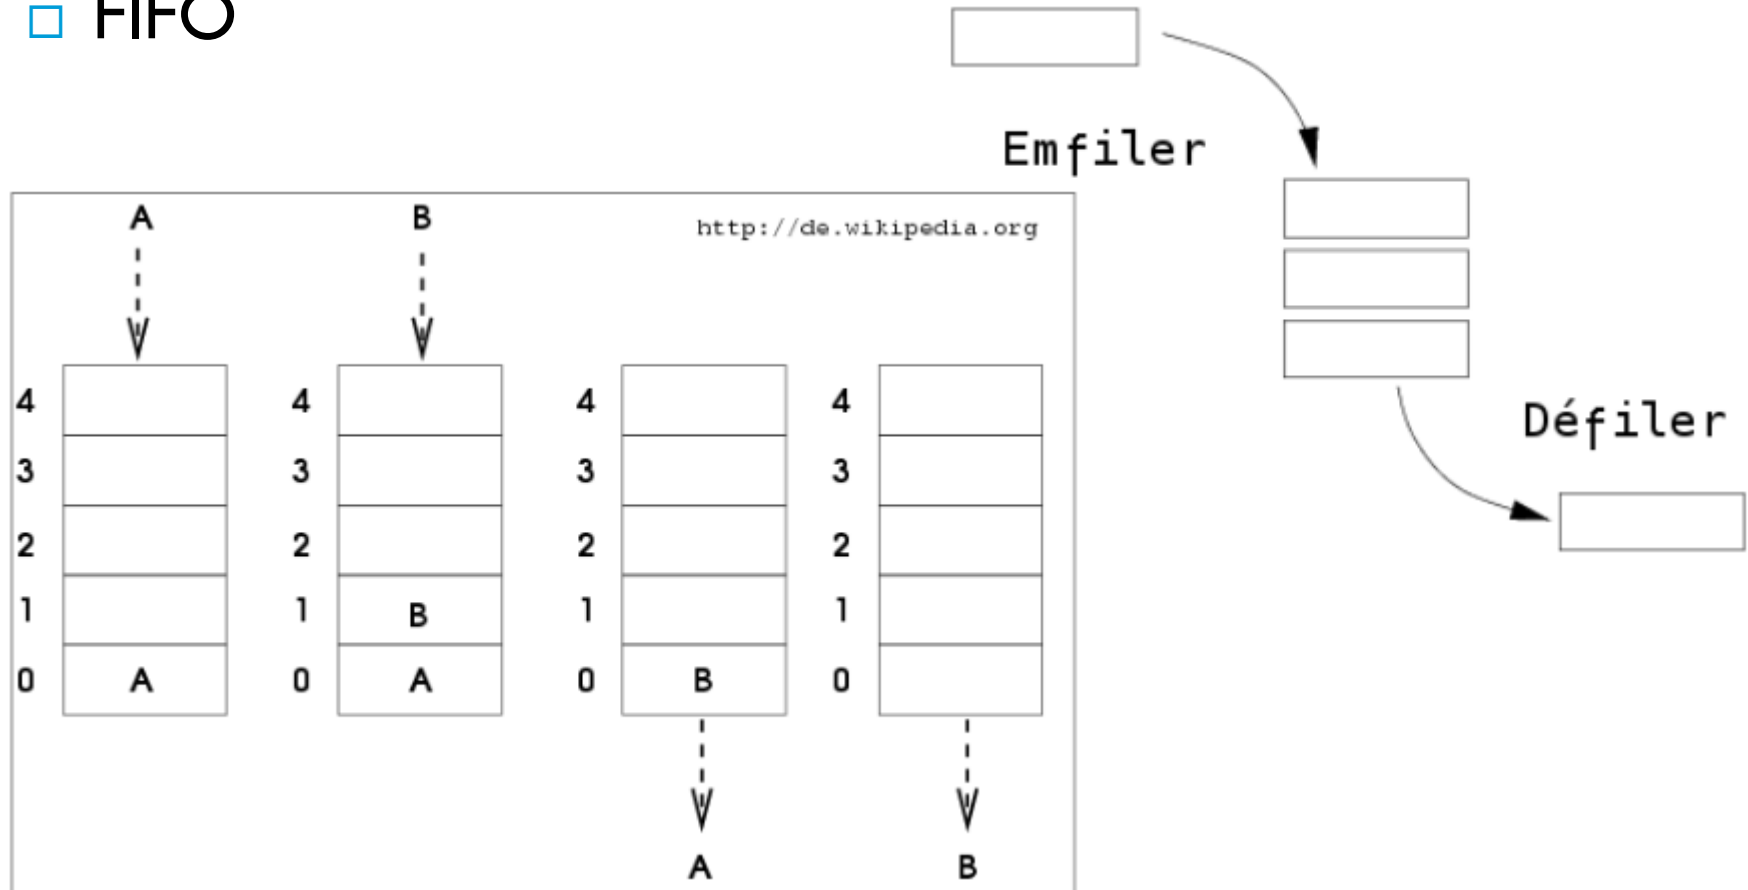 FIFO
Emfiler
A B http://de.wikipedia.org
4 4 4 4
Défiler
3 3 3 3
2 2 2 2
1 1 B 1 1
0 A 0 A 0 B 0
A B